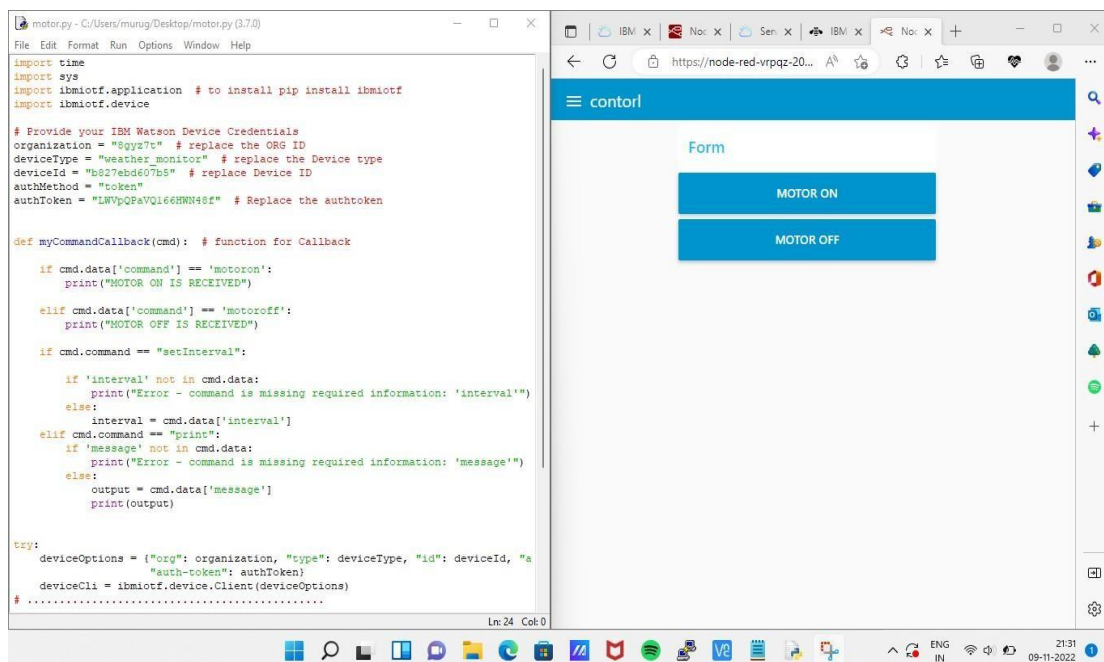 motor.py - C:/Users/murug/Desktop/motor.py (3.7.0)
File Edit Format Run Options Window Help
import time
import sys
import ibmiotf.application # to install pip install ibmiotf
import ibmiotf.device
# Provide your IBM Watson Device Credentials
organization = "8gyz7t" # replace the ORG ID
deviceType = "weather_monitor" # replace the Device type
deviceId = "b827ebd607b5" # replace Device ID
authMethod = "token"
authToken = "LWVpQPaVQ166HWN48f" # Replace the authtoken
def myCommandCallback(cmd): # function for Callback
if cmd.data['command'] == 'motoron':
print("MOTOR ON IS RECEIVED")
elif cmd.data['command'] == 'motoroff':
print("MOTOR OFF IS RECEIVED")
if cmd.command == "setInterval":
if 'interval' not in cmd.data:
print("Error - command is missing required information: 'interval'")
else:
interval = cmd.data['interval']
elif cmd.command == "print":
if 'message' not in cmd.data:
print("Error - command is missing required information: 'message'")
else:
output = cmd.data['message']
print(output)
try:
deviceOptions = {"org": organization, "type": deviceType, "id": deviceId, "a
"auth-token": authToken}
deviceCli = ibmiotf.device.Client(deviceOptions)
# ..............................................
Ln: 24 Col: 0
IBM Noc Sen IBM Noc
https://node-red-vrpqz-20...
contorl
Form
MOTOR ON
MOTOR OFF
ENG
IN
21:31
09-11-2022
1